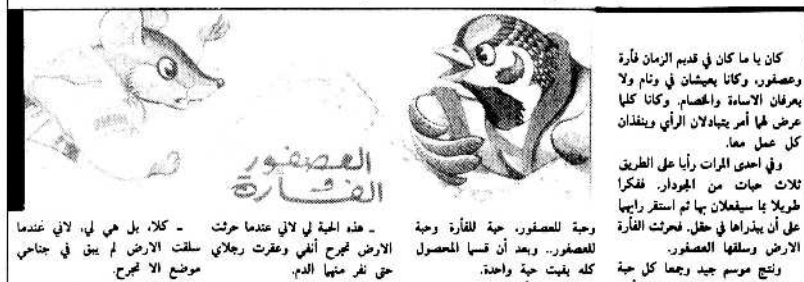 العصفور
الفـارة
كان يا ما كان في قديم الزمان فأرة
وعصفور، وكانا يعيشان في وئام ولا
يعرفان الاساءة والخصام. وكانا كلما
عرض لهما أمر يتبادلان الرأي وينفذان
كل عمل معا.
وفي احدى المرات رأيا على الطريق
ثلاث حبات من الجودار. ففكرا
طويلا بما سيفعلان بها ثم استقر رايهما
على أن يبذراها في حقل. فحرثت الفأرة
الارض وسلقها العصفور.
ونتج موسم جيد وجمعا كل حبة
وحبة للعصفور، حبة للفأرة وحبة
للعصفور.. وبعد أن قسما المحصول
كله بقيت حبة واحدة.
ـ هذه الحبة لي لاني عندما حرثت
الارض تجرح أنفي وعقرت رجلاي
حتى نفر منهما الدم.
ـ كلا، بل هي لي، لاني عندما
سلقت الارض لم يبق في جناحي
موضع الا تجرح.